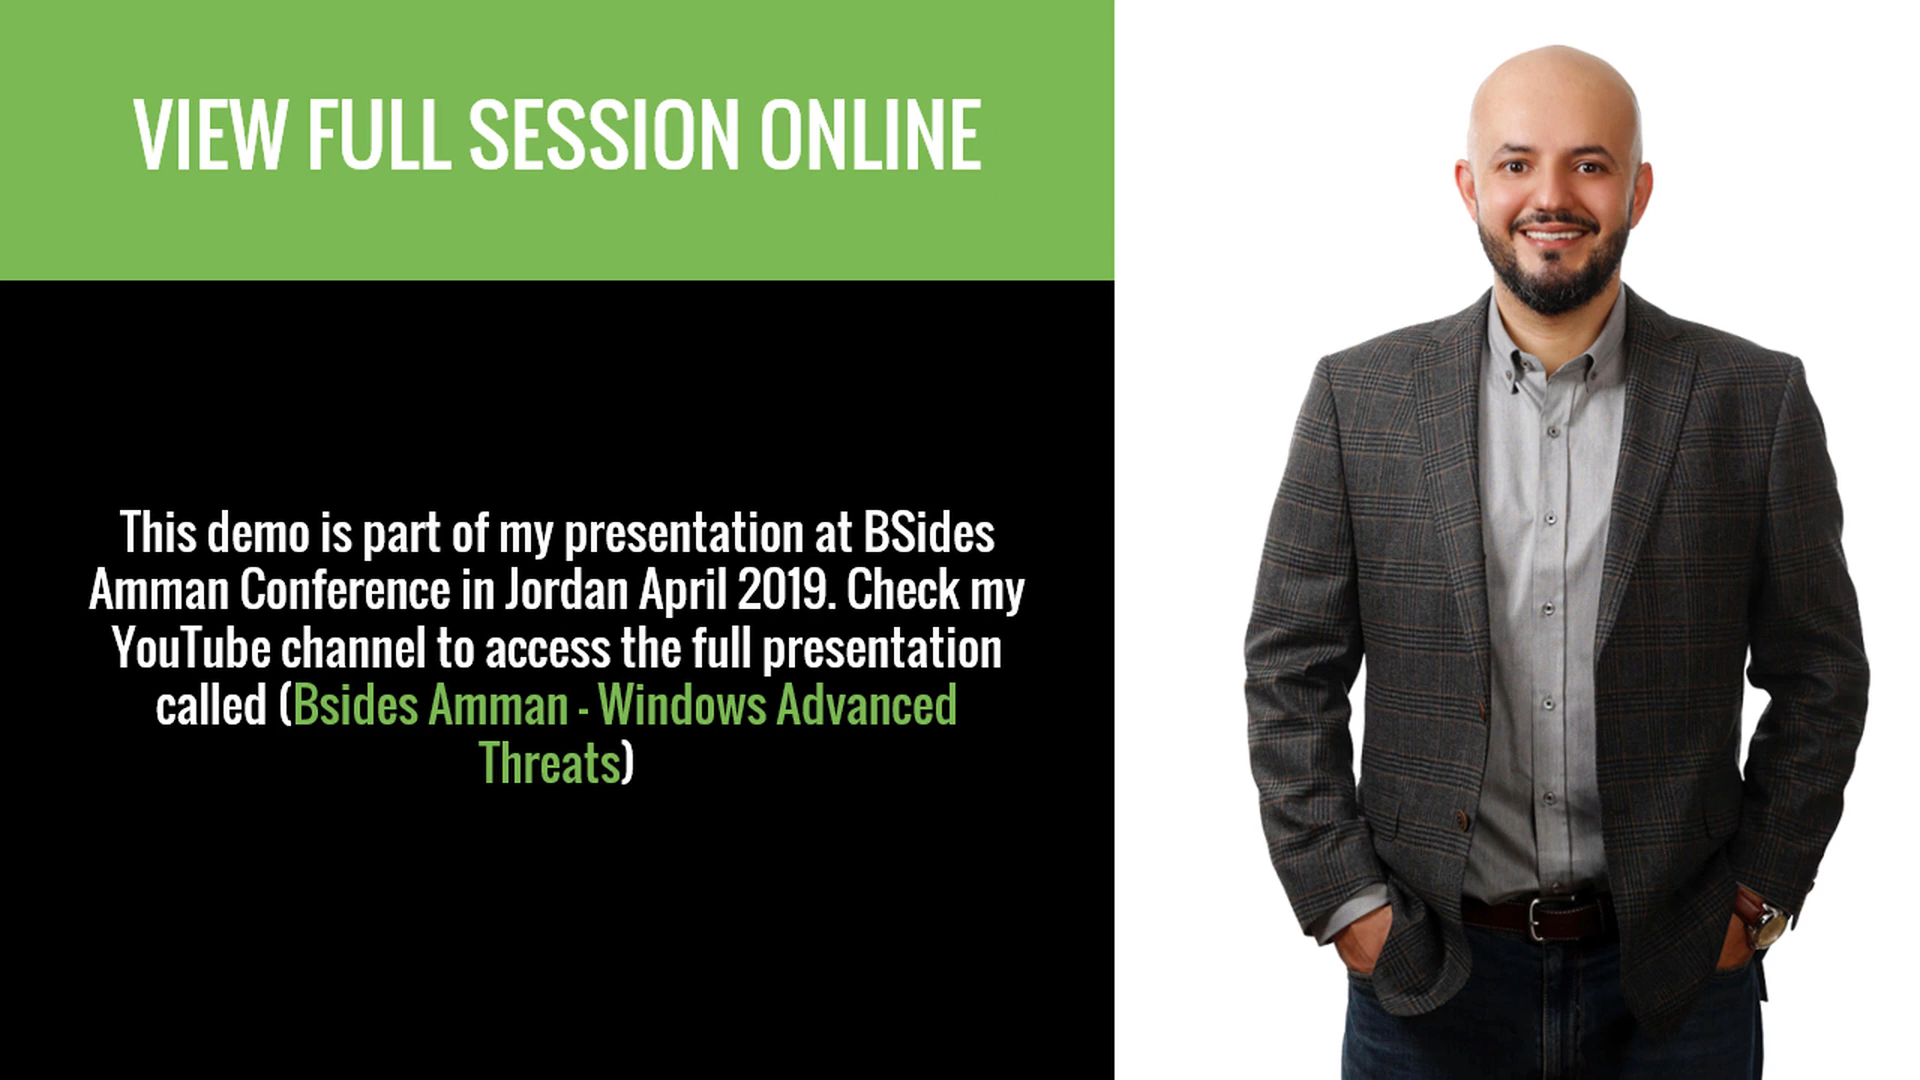 VIEW FULL SESSION ONLINE
This demo is part of my presentation at BSides
Amman Conference in Jordan April 2019. Check my
YouTube channel to access the full presentation
called (Bsides Amman - Windows Advanced
Threats)